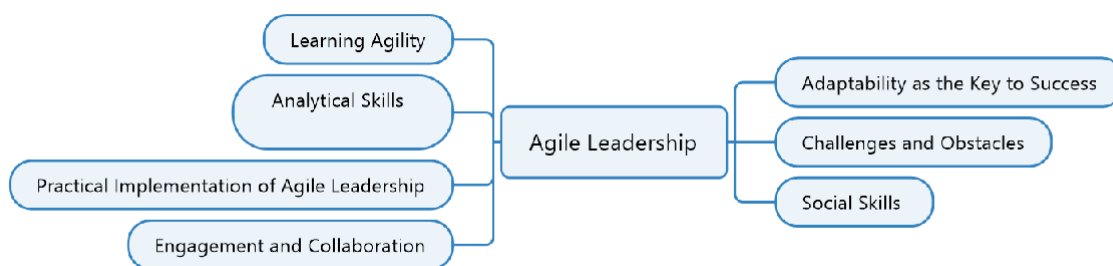 Learning Agility
Analytical Skills
Practical Implementation of Agile Leadership
Engagement and Collaboration
Agile Leadership
Adaptability as the Key to Success
Challenges and Obstacles
Social Skills